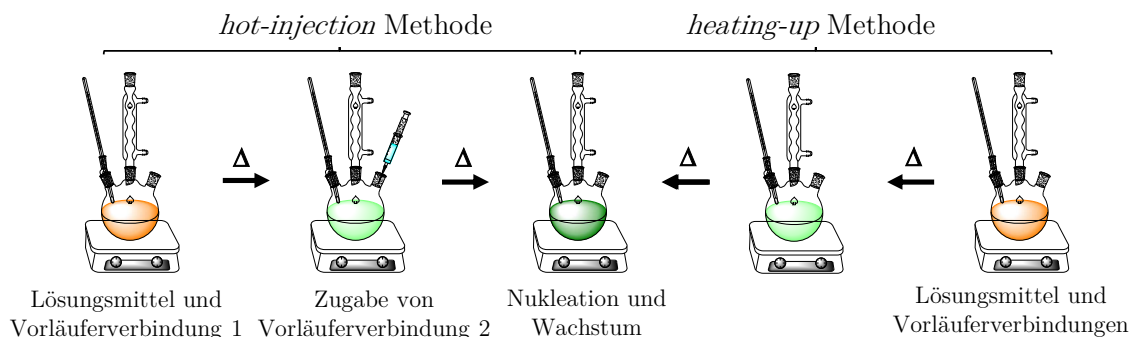 hot-injection Methode
heating-up Methode
Δ
Δ
Δ
Δ
Lösungsmittel und
Vorläuferverbindung 1
Zugabe von
Vorläuferverbindung 2
Nukleation und
Wachstum
Lösungsmittel und
Vorläuferverbindungen